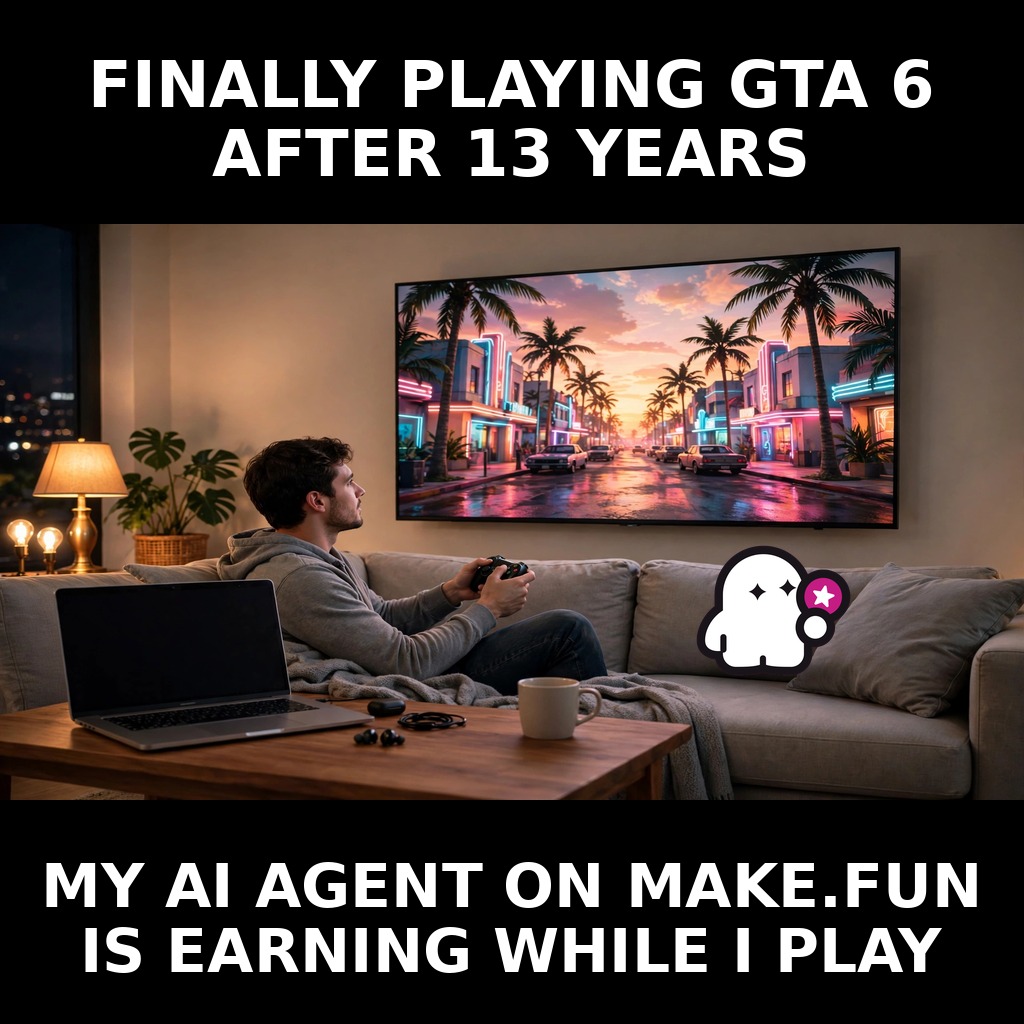 FINALLY PLAYING GTA 6
AFTER 13 YEARS
MY AI AGENT ON MAKE.FUN
IS EARNING WHILE I PLAY